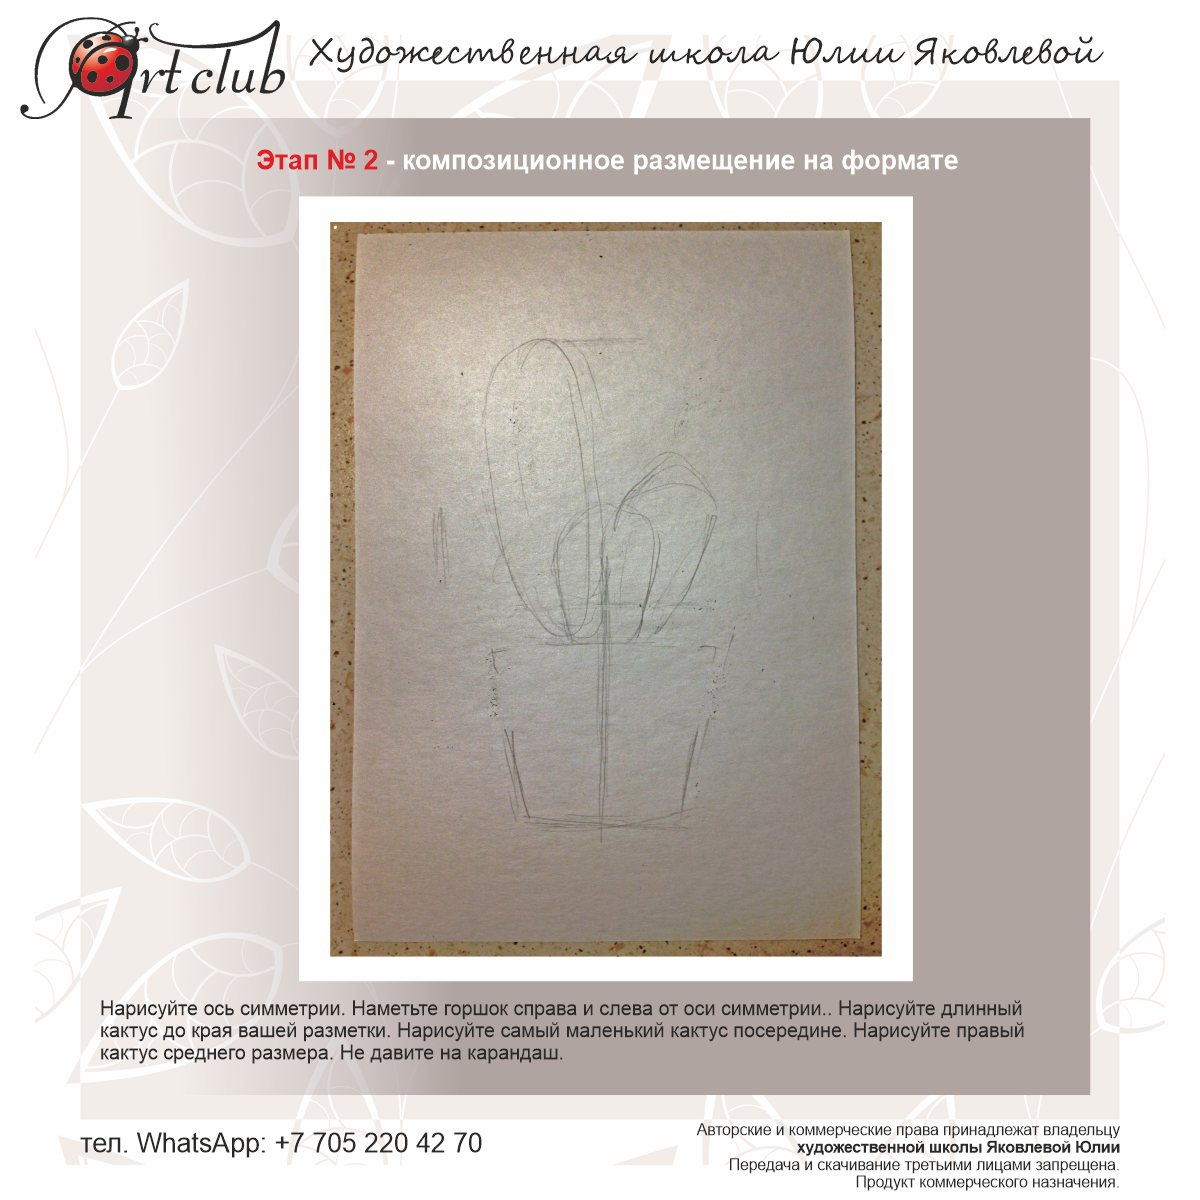 Art club
Художественная школа Юлии Яковлевой
Этап № 2 - композиционное размещение на формате
Нарисуйте ось симметрии. Наметьте горшок справа и слева от оси симметрии.. Нарисуйте длинный
кактус до края вашей разметки. Нарисуйте самый маленький кактус посередине. Нарисуйте правый
кактус среднего размера. Не давите на карандаш.
тел. WhatsApp: +7 705 220 42 70
Авторские и коммерческие права принадлежат владельцу
художественной школы Яковлевой Юлии
Передача и скачивание третьими лицами запрещена.
Продукт коммерческого назначения.